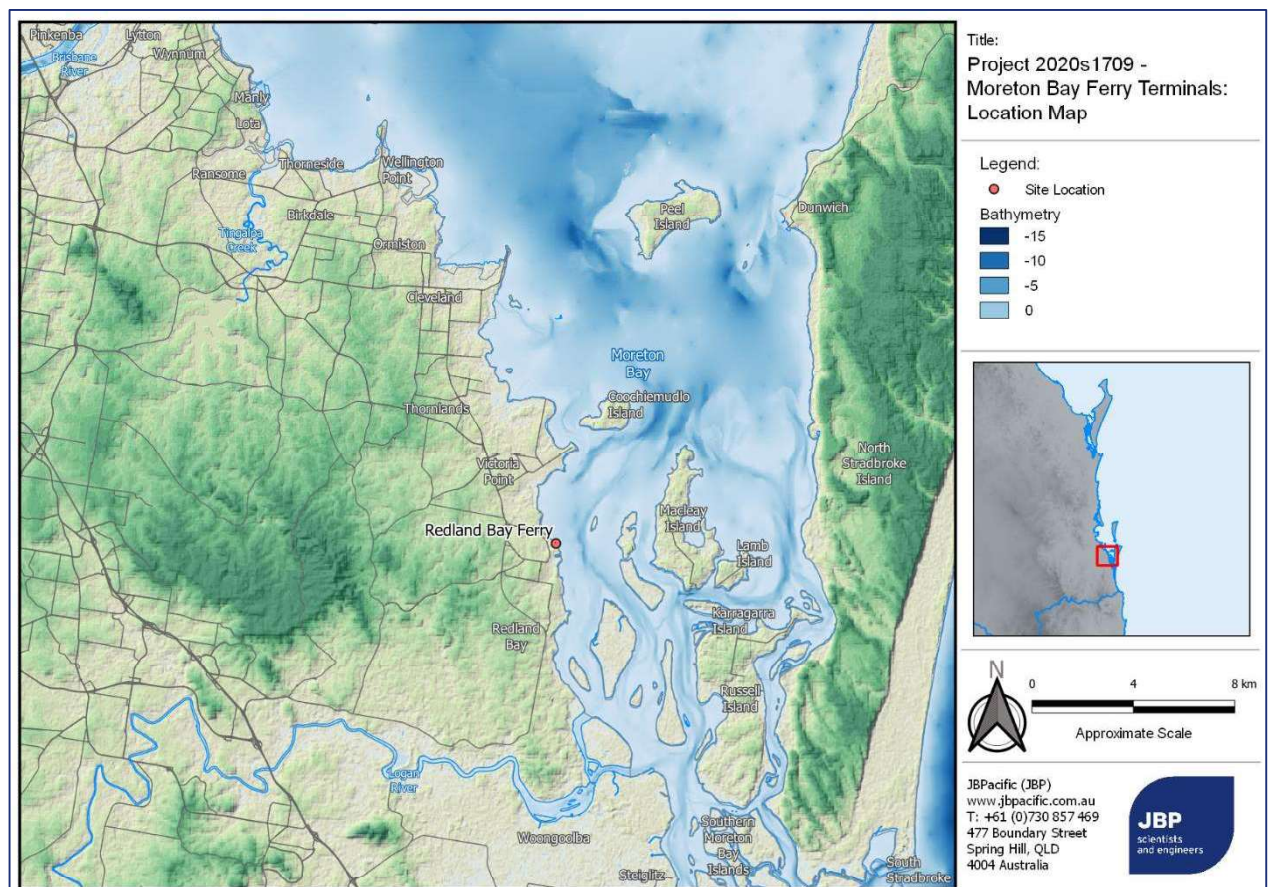 Pinkenba
Lytton
Brisbane
River
Wynnum
Manly
Lota
Ransome
Thorneside
Wellington
Point
Birkdale
Tingalpa
Creek
Ormiston
Cleveland
Peel
Island
Dunwich
Moreton
Bay
Coochiemudlo
Island
Thornlands
Victoria
Point
North
Stradbroke
Island
Macleay
Island
Redland Bay Ferry
Lamb
Island
Karragarra
Island
Redland
Bay
Russell
Island
Logan
River
Woongoolba
Southern
Moreton
Bay
Islands
Steiglitz
South
Stradbroke
Title:
Project 2020s1709 -
Moreton Bay Ferry Terminals:
Location Map
Legend:
Site Location
Bathymetry
-15
-10
-5
0
N
0 4 8 km
Approximate Scale
JBPacific (JBP)
www.jbpacific.com.au
T: +61 (0)730 857 469
477 Boundary Street
Spring Hill, QLD
4004 Australia
JBP
scientists
and engineers